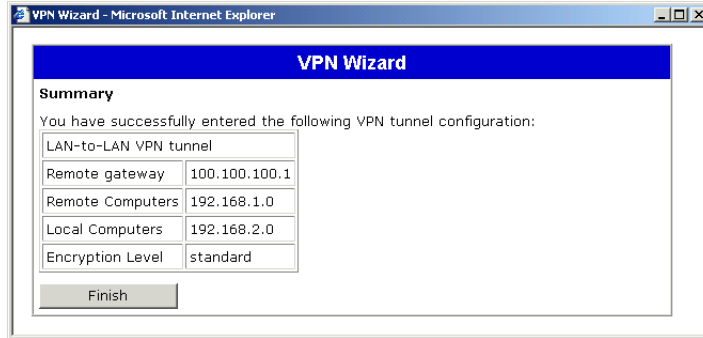 VPN Wizard - Microsoft Internet Explorer
VPN Wizard
Summary
You have successfully entered the following VPN tunnel configuration:
LAN-to-LAN VPN tunnel
Remote gateway 100.100.100.1
Remote Computers 192.168.1.0
Local Computers 192.168.2.0
Encryption Level standard
Finish